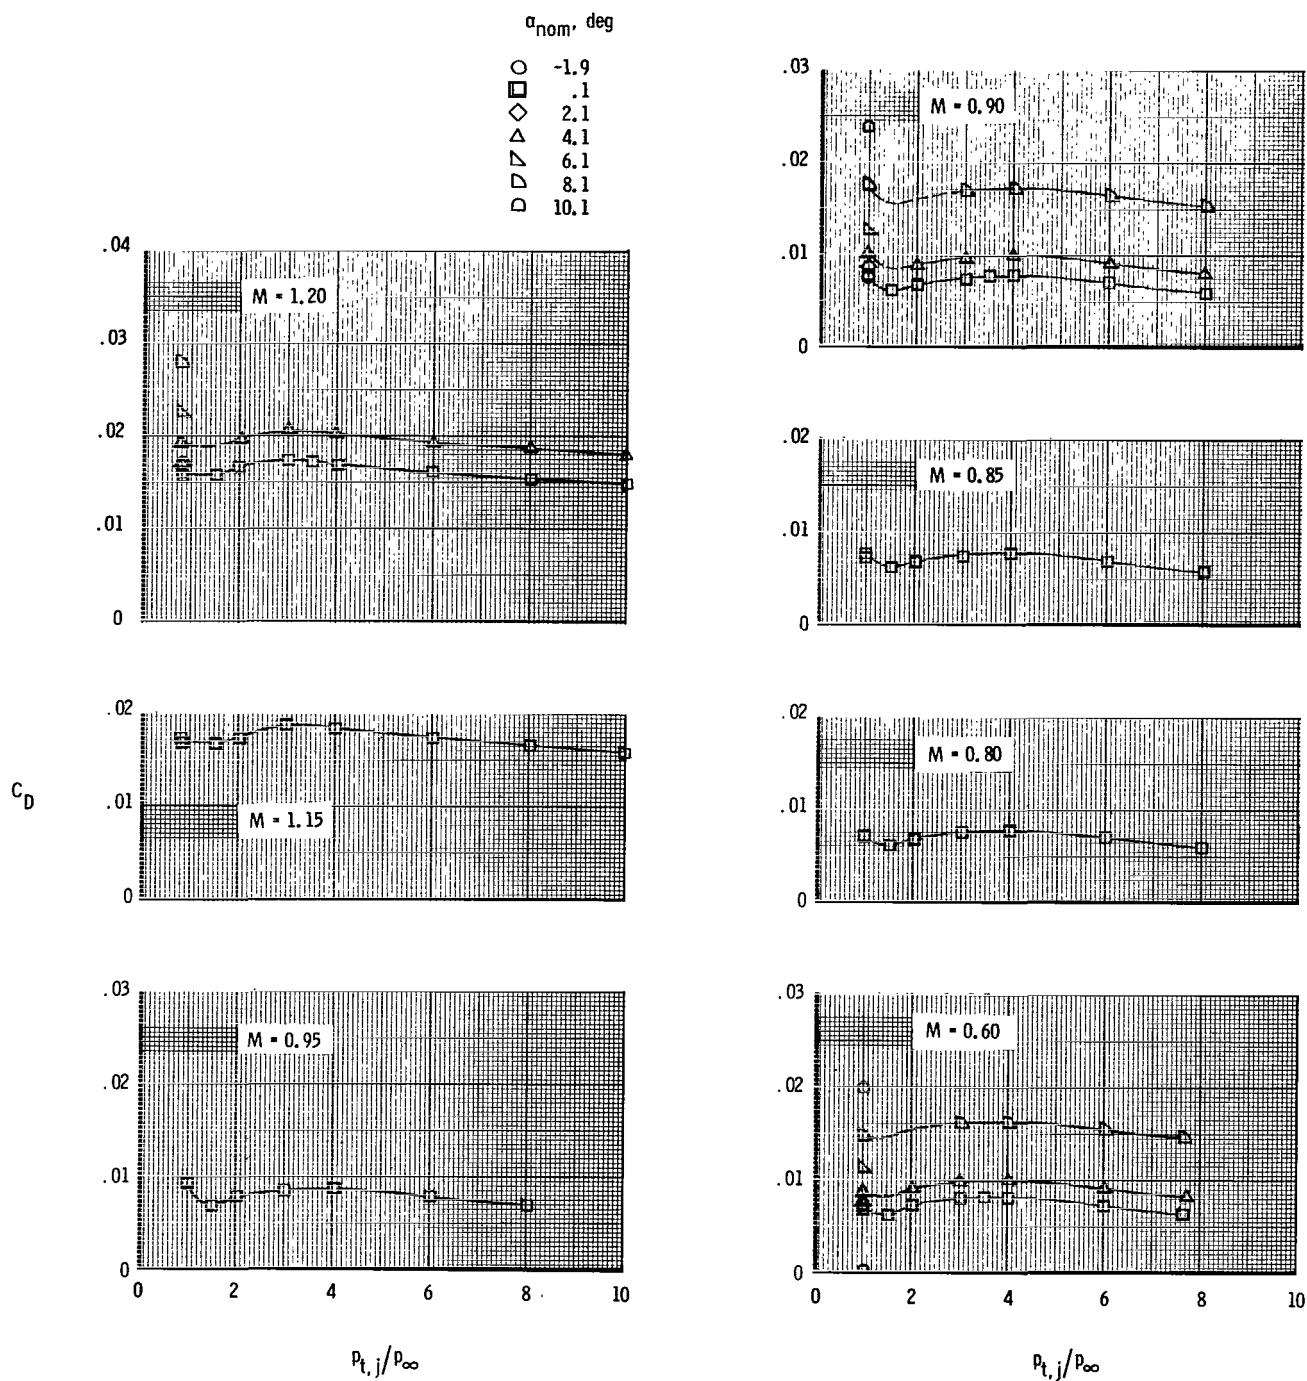 α_nom, deg
-1.9
.1
2.1
4.1
6.1
8.1
10.1
.04
.03
.02
.01
0
M = 1.20
.02
.01
0
M = 1.15
C_D
.03
.02
.01
0
M = 0.95
0 2 4 6 8 10
p_t,j/p_∞
.03
.02
.01
0
M = 0.90
.02
.01
0
M = 0.85
.02
.01
0
M = 0.80
.03
.02
.01
0
M = 0.60
0 2 4 6 8 10
p_t,j/p_∞